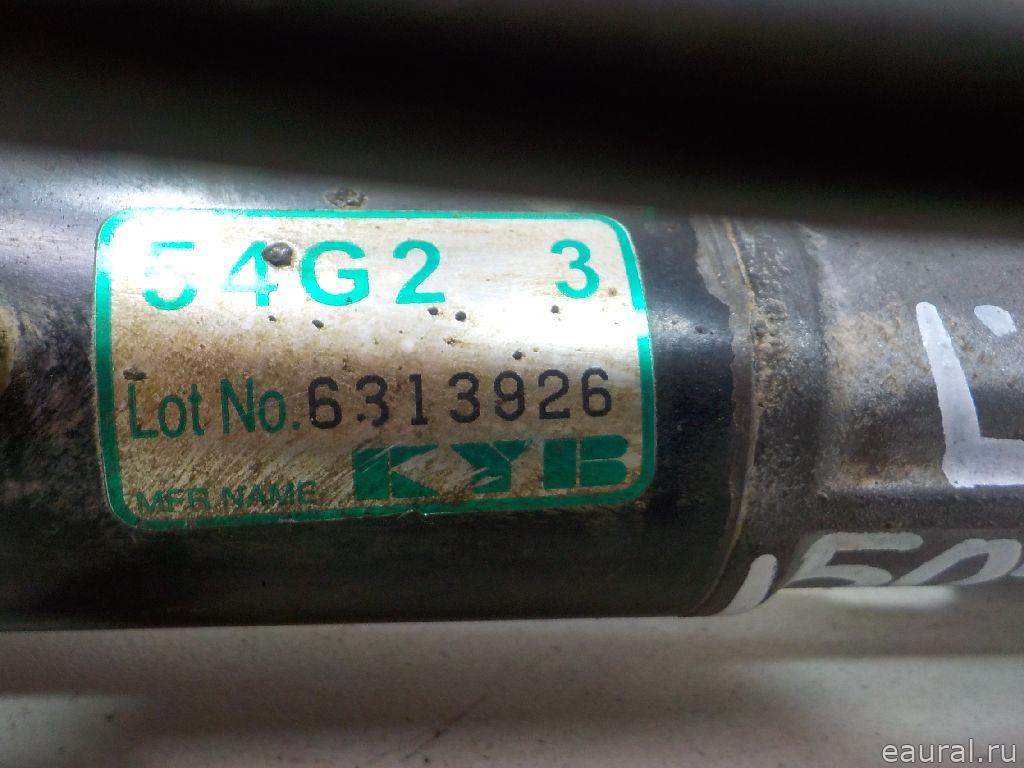 54G2 3
Lot No. 6313926
MFR NAME KYB
eaural.ru